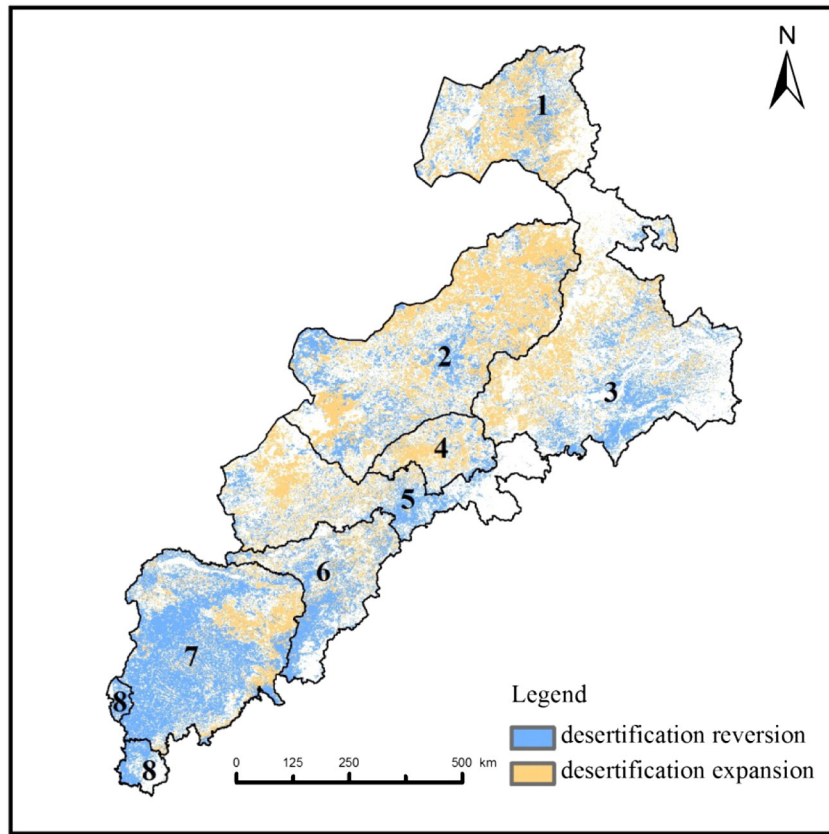 N
1
2
3
4
5
6
7
8
8
Legend
desertification reversion
desertification expansion
0 125 250 500 km